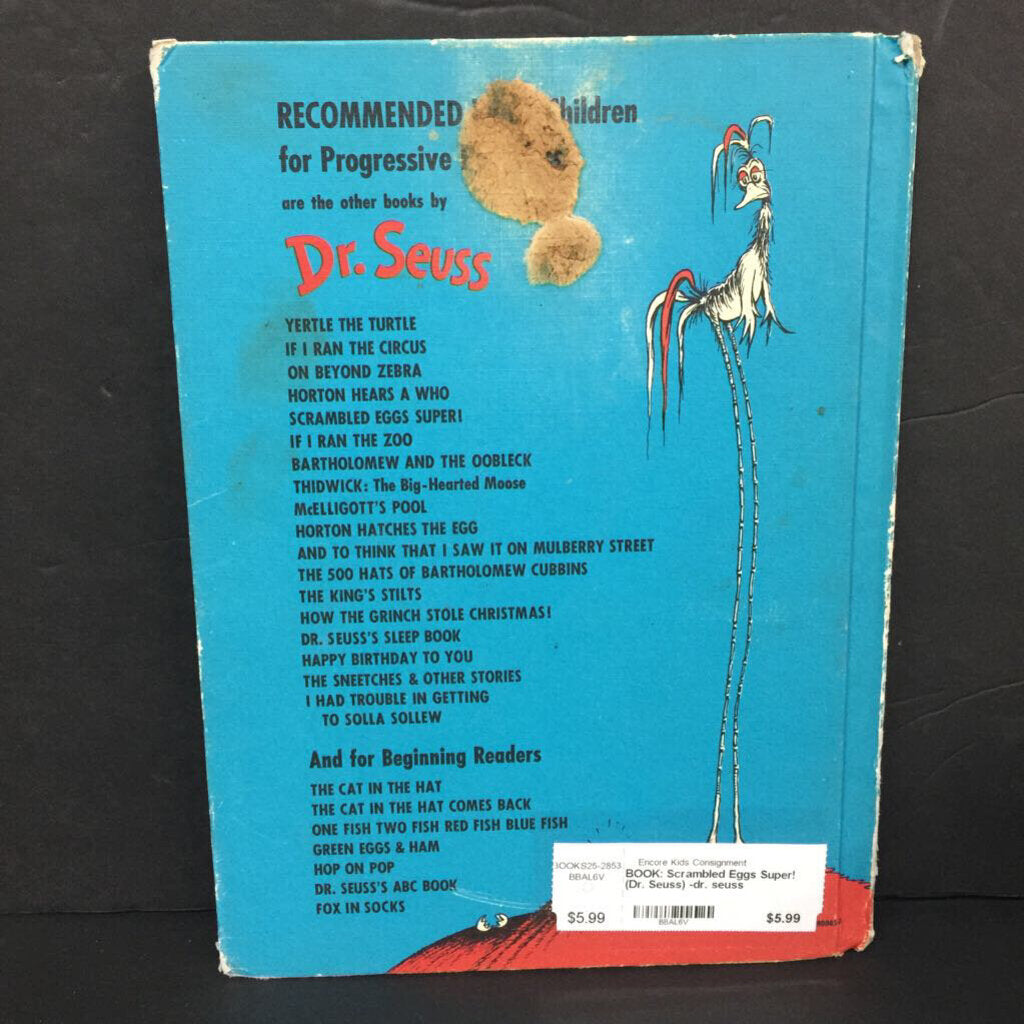 RECOMMENDED Children
for Progressive
are the other books by
Dr. Seuss
YERTLE THE TURTLE
IF I RAN THE CIRCUS
ON BEYOND ZEBRA
HORTON HEARS A WHO
SCRAMBLED EGGS SUPER!
IF I RAN THE ZOO
BARTHOLOMEW AND THE OOBLECK
THIDWICK: The Big-Hearted Moose
McELLIGOTT'S POOL
HORTON HATCHES THE EGG
AND TO THINK THAT I SAW IT ON MULBERRY STREET
THE 500 HATS OF BARTHOLOMEW CUBBINS
THE KING'S STILTS
HOW THE GRINCH STOLE CHRISTMAS!
DR. SEUSS'S SLEEP BOOK
HAPPY BIRTHDAY TO YOU
THE SNEETCHES & OTHER STORIES
I HAD TROUBLE IN GETTING
TO SOLLA SOLLEW
And for Beginning Readers
THE CAT IN THE HAT
THE CAT IN THE HAT COMES BACK
ONE FISH TWO FISH RED FISH BLUE FISH
GREEN EGGS & HAM
HOP ON POP
DR. SEUSS'S ABC BOOK
FOX IN SOCKS
BOOKS25-2853
BBAL6V
$5.99
Encore Kids Consignment
BOOK: Scrambled Eggs Super!
(Dr. Seuss) -dr. seuss
BBAL6V
$5.99